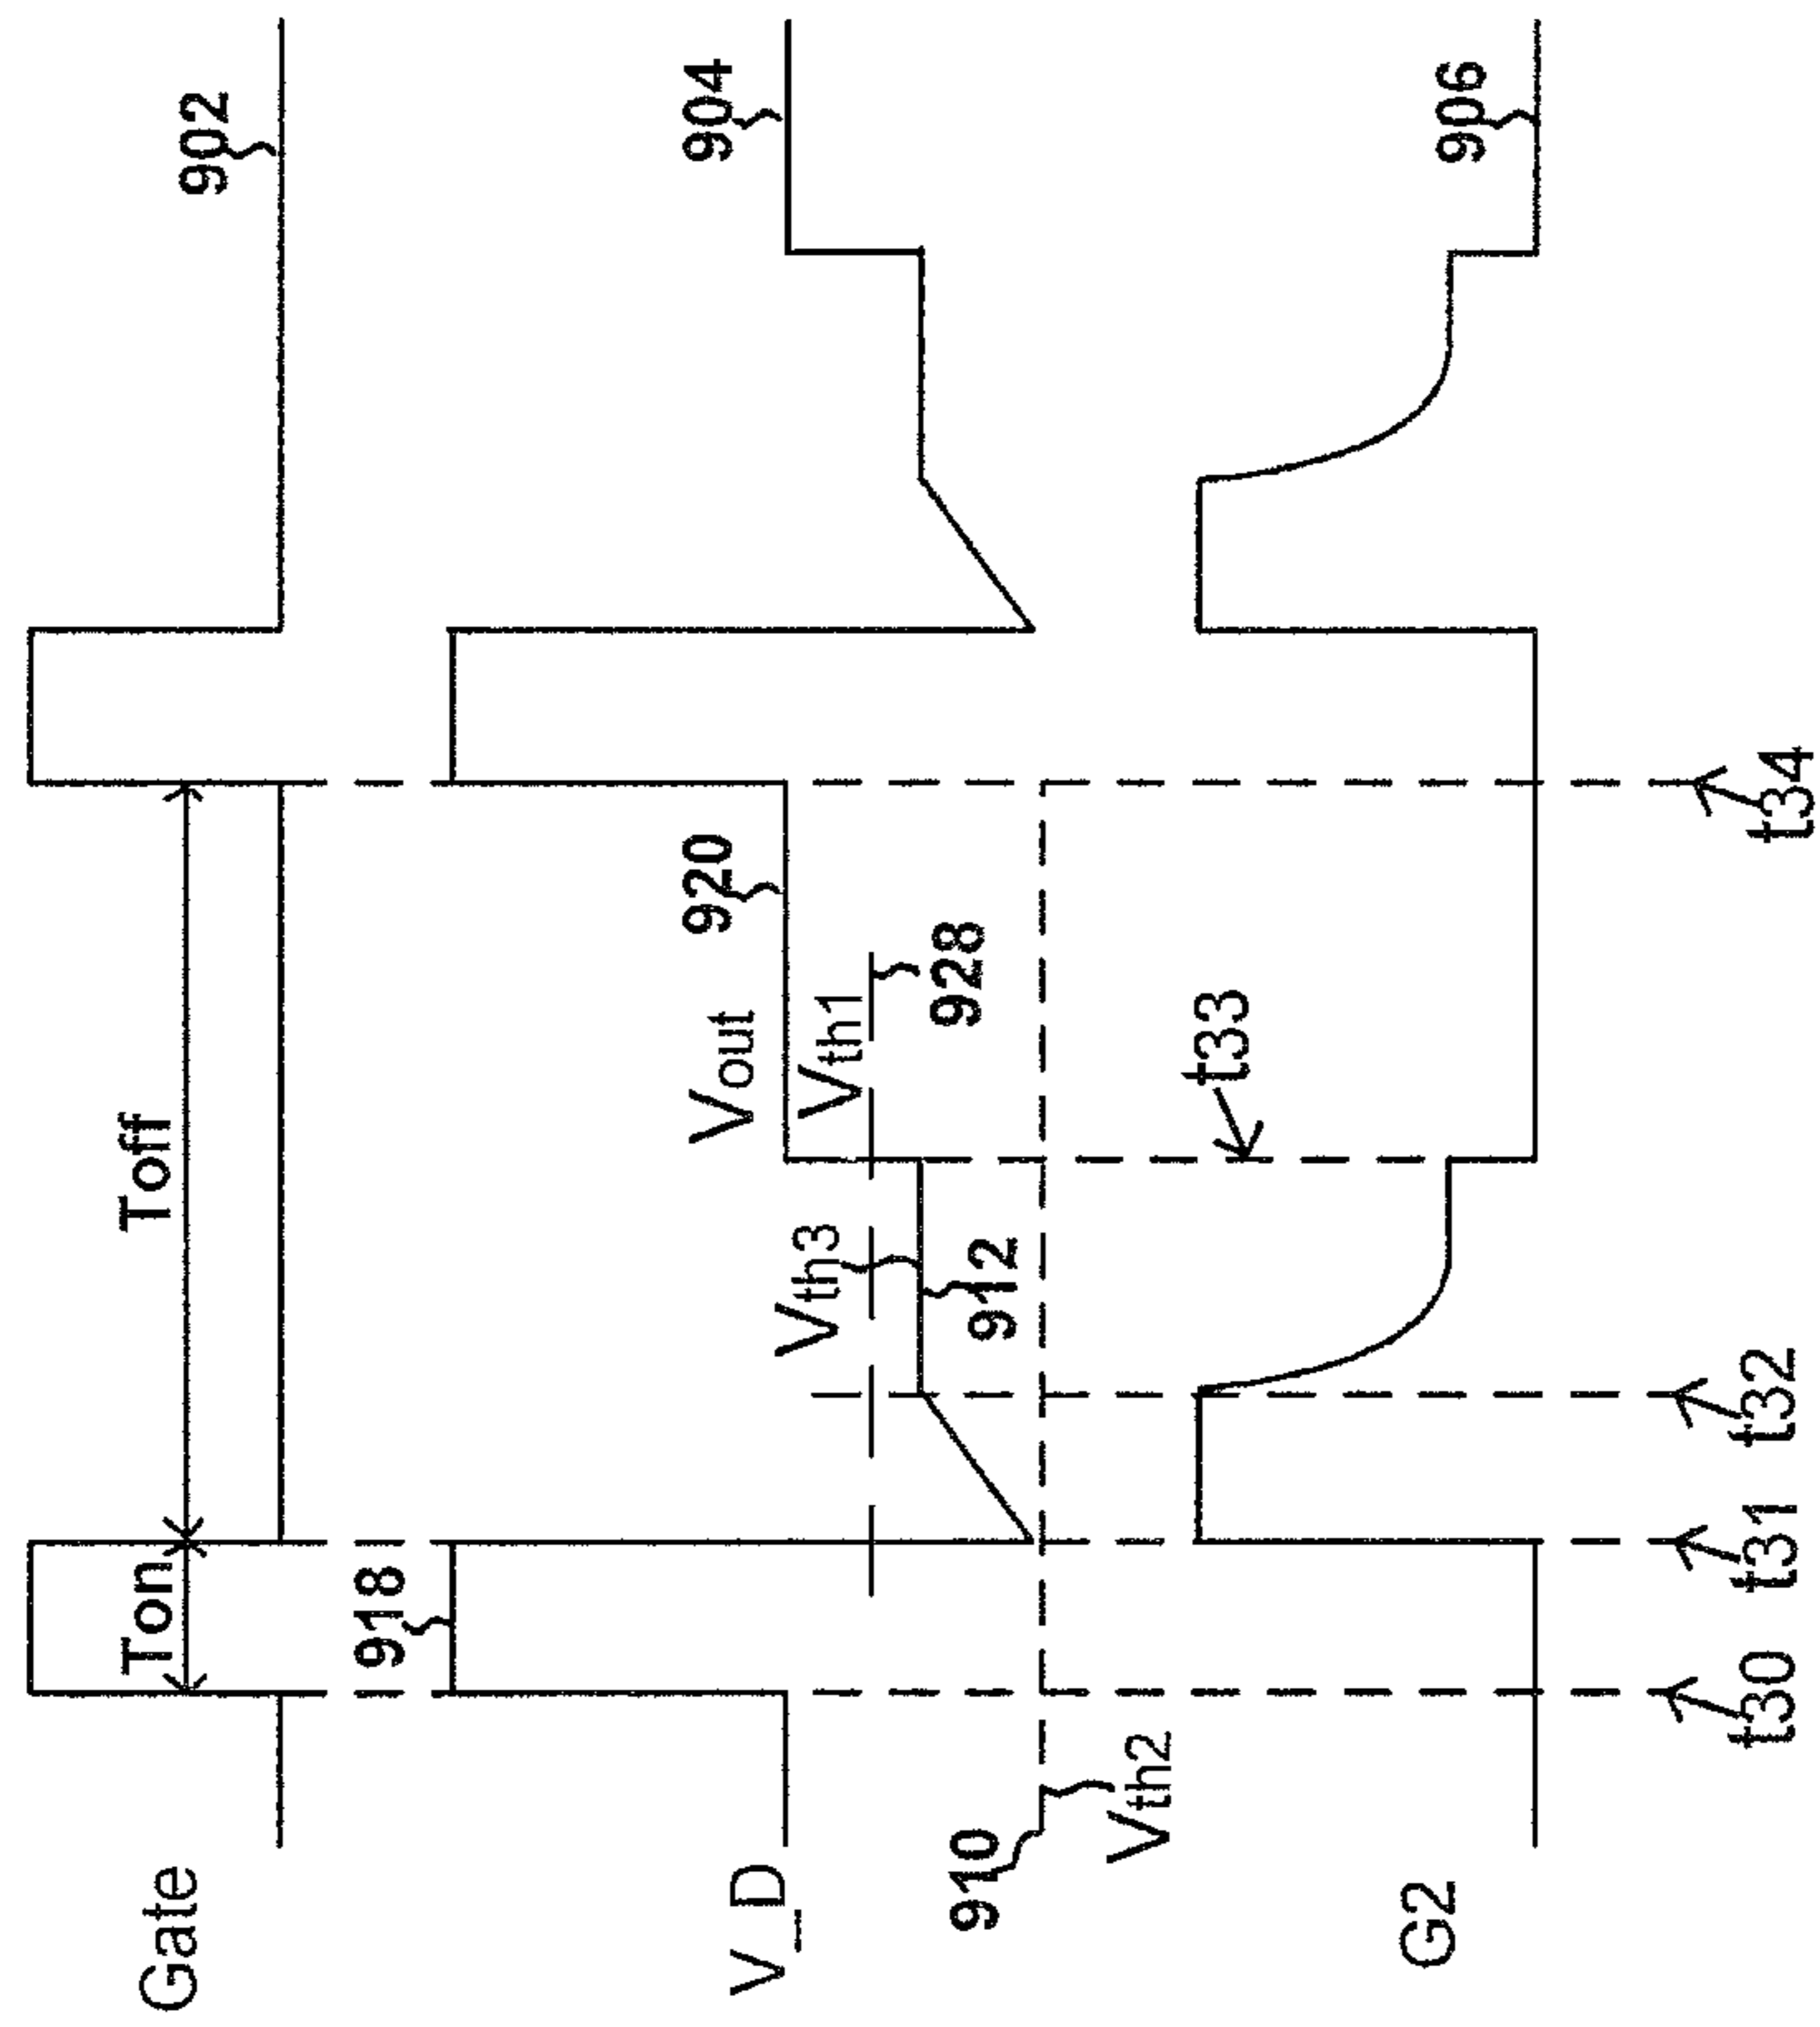 Gate
Ton
Toff
902
918
V_D
Vout
920
904
Vth3
Vth1
928
912
910
Vth2
G2
906
t33
t30
t31
t32
t34